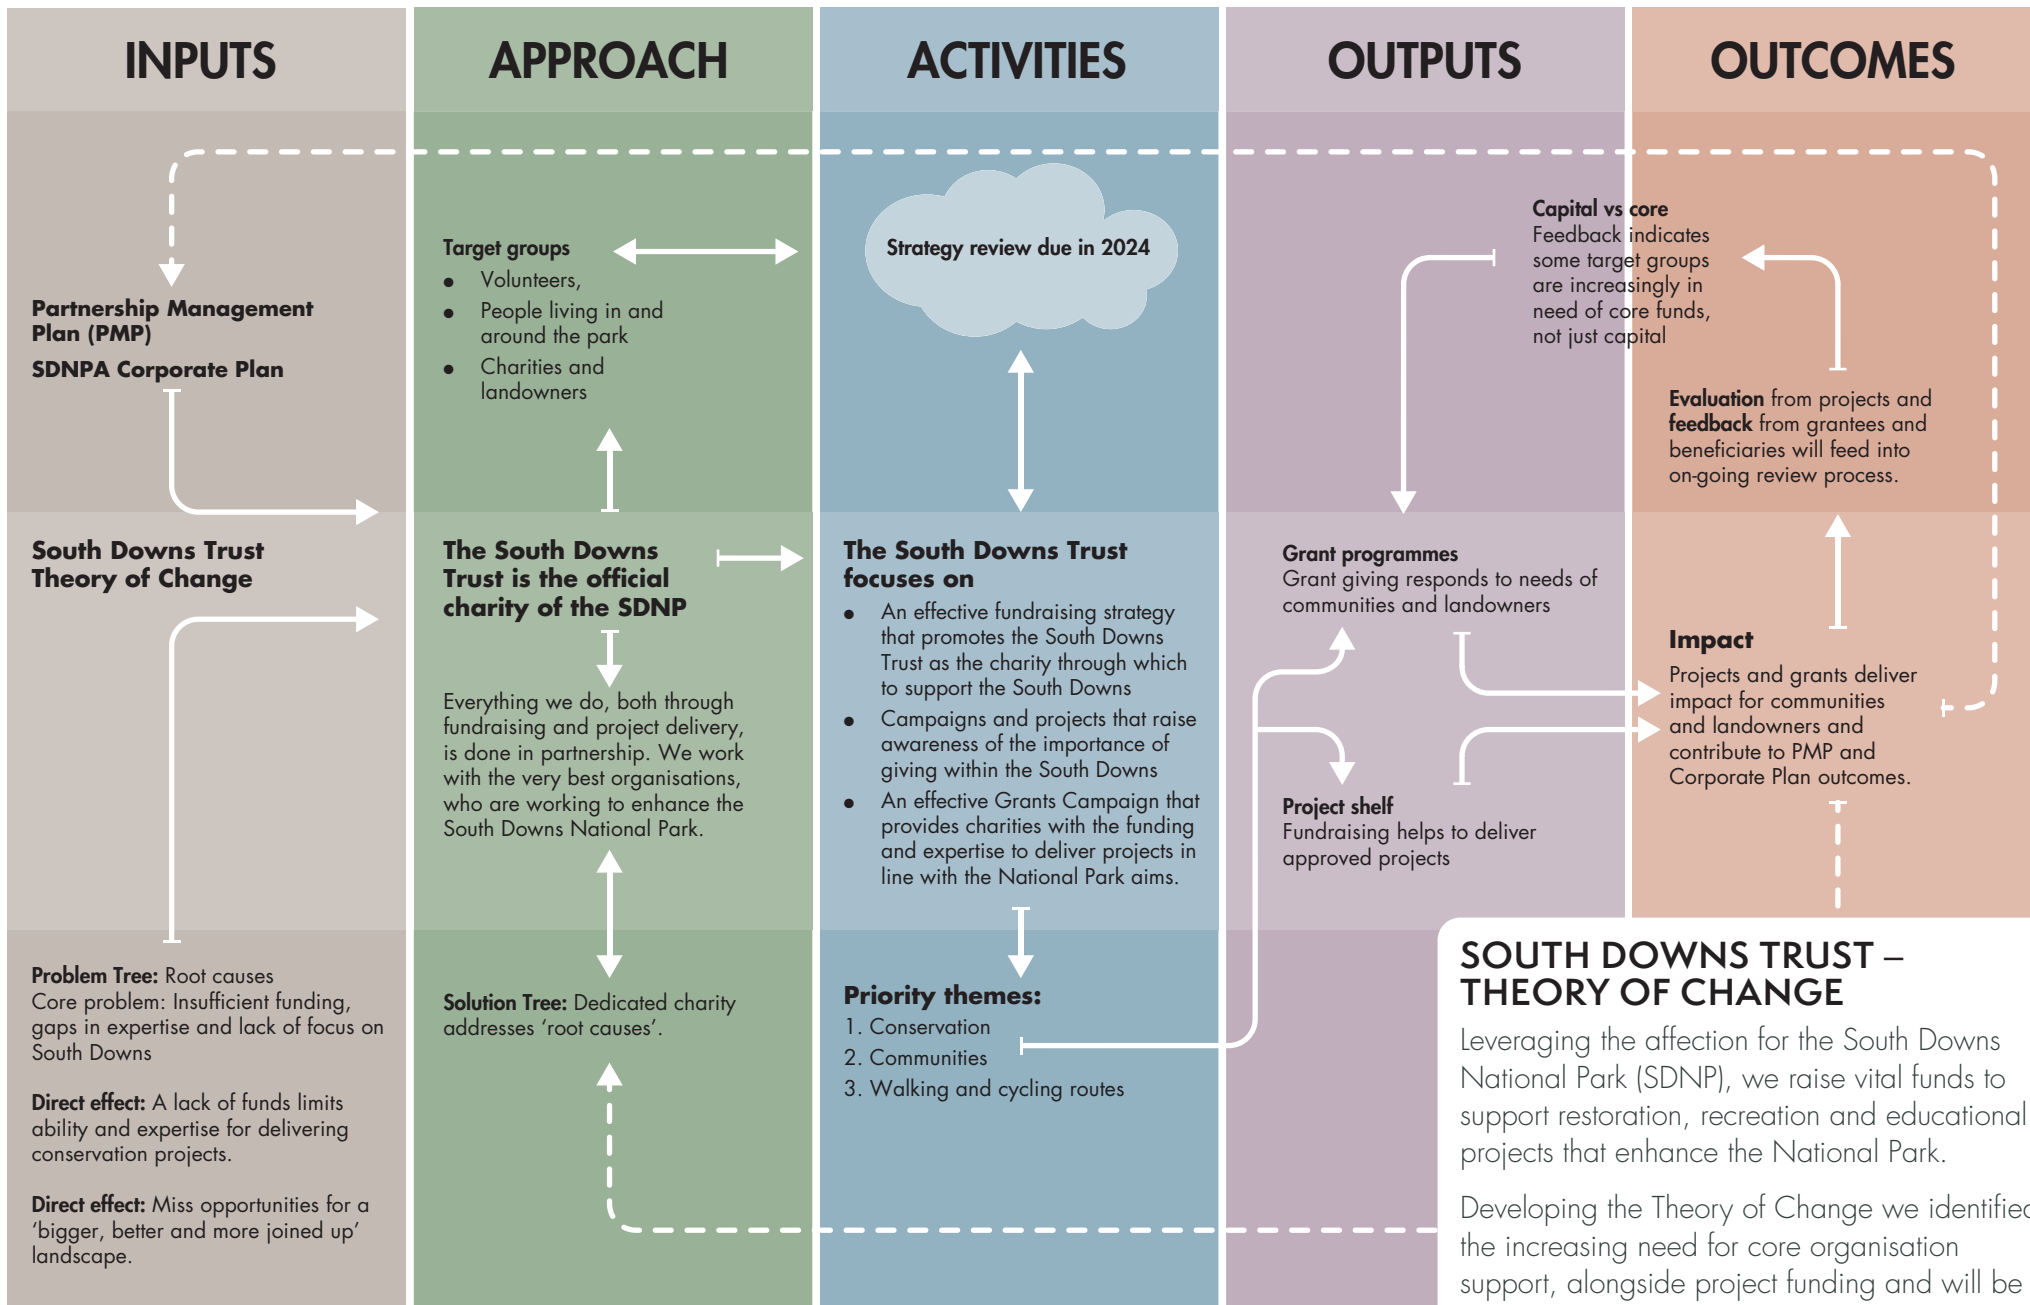 INPUTS
Partnership Management
Plan (PMP)
SDNPA Corporate Plan
South Downs Trust
Theory of Change
Problem Tree: Root causes
Core problem: Insufficient funding,
gaps in expertise and lack of focus on
South Downs
Direct effect: A lack of funds limits
ability and expertise for delivering
conservation projects.
Direct effect: Miss opportunities for a
‘bigger, better and more joined up’
landscape.
APPROACH
Target groups
● Volunteers,
● People living in and
around the park
● Charities and
landowners
The South Downs
Trust is the official
charity of the SDNP
Everything we do, both through
fundraising and project delivery,
is done in partnership. We work
with the very best organisations,
who are working to enhance the
South Downs National Park.
Solution Tree: Dedicated charity
addresses ‘root causes’.
ACTIVITIES
Strategy review due in 2024
The South Downs Trust
focuses on
● An effective fundraising strategy
that promotes the South Downs
Trust as the charity through which
to support the South Downs
● Campaigns and projects that raise
awareness of the importance of
giving within the South Downs
● An effective Grants Campaign that
provides charities with the funding
and expertise to deliver projects in
line with the National Park aims.
Priority themes:
1. Conservation
2. Communities
3. Walking and cycling routes
OUTPUTS
Capital vs core
Feedback indicates
some target groups
are increasingly in
need of core funds,
not just capital
Grant programmes
Grant giving responds to needs of
communities and landowners
Project shelf
Fundraising helps to deliver
approved projects
OUTCOMES
Evaluation from projects and
feedback from grantees and
beneficiaries will feed into
on-going review process.
Impact
Projects and grants deliver
impact for communities
and landowners and
contribute to PMP and
Corporate Plan outcomes.
SOUTH DOWNS TRUST –
THEORY OF CHANGE
Leveraging the affection for the South Downs
National Park (SDNP), we raise vital funds to
support restoration, recreation and educational
projects that enhance the National Park.
Developing the Theory of Change we identified
the increasing need for core organisation
support, alongside project funding and will be